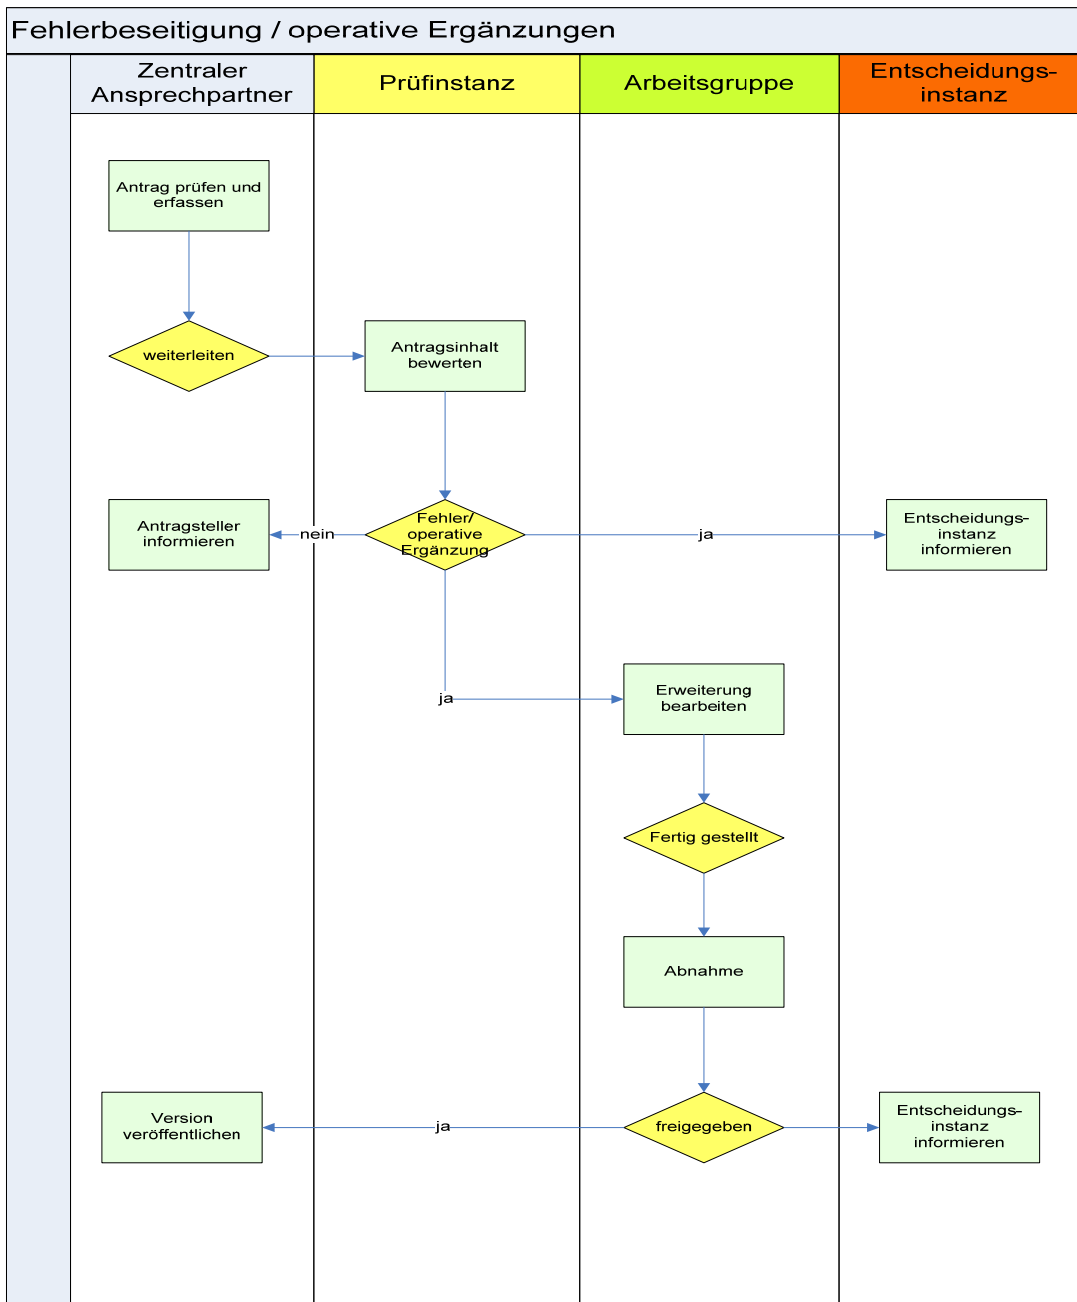 Fehlerbeseitigung / operative Ergänzungen
Zentraler
Ansprechpartner
Prüfinstanz
Arbeitsgruppe
Entscheidungs-
instanz
Antrag prüfen und
erfassen
weiterleiten
Antragsinhalt
bewerten
Antragsteller
informieren
nein
Fehler/
operative
Ergänzung
ja
Entscheidungs-
instanz
informieren
ja
Erweiterung
bearbeiten
Fertig gestellt
Abnahme
Version
veröffentlichen
ja
freigegeben
Entscheidungs-
instanz
informieren